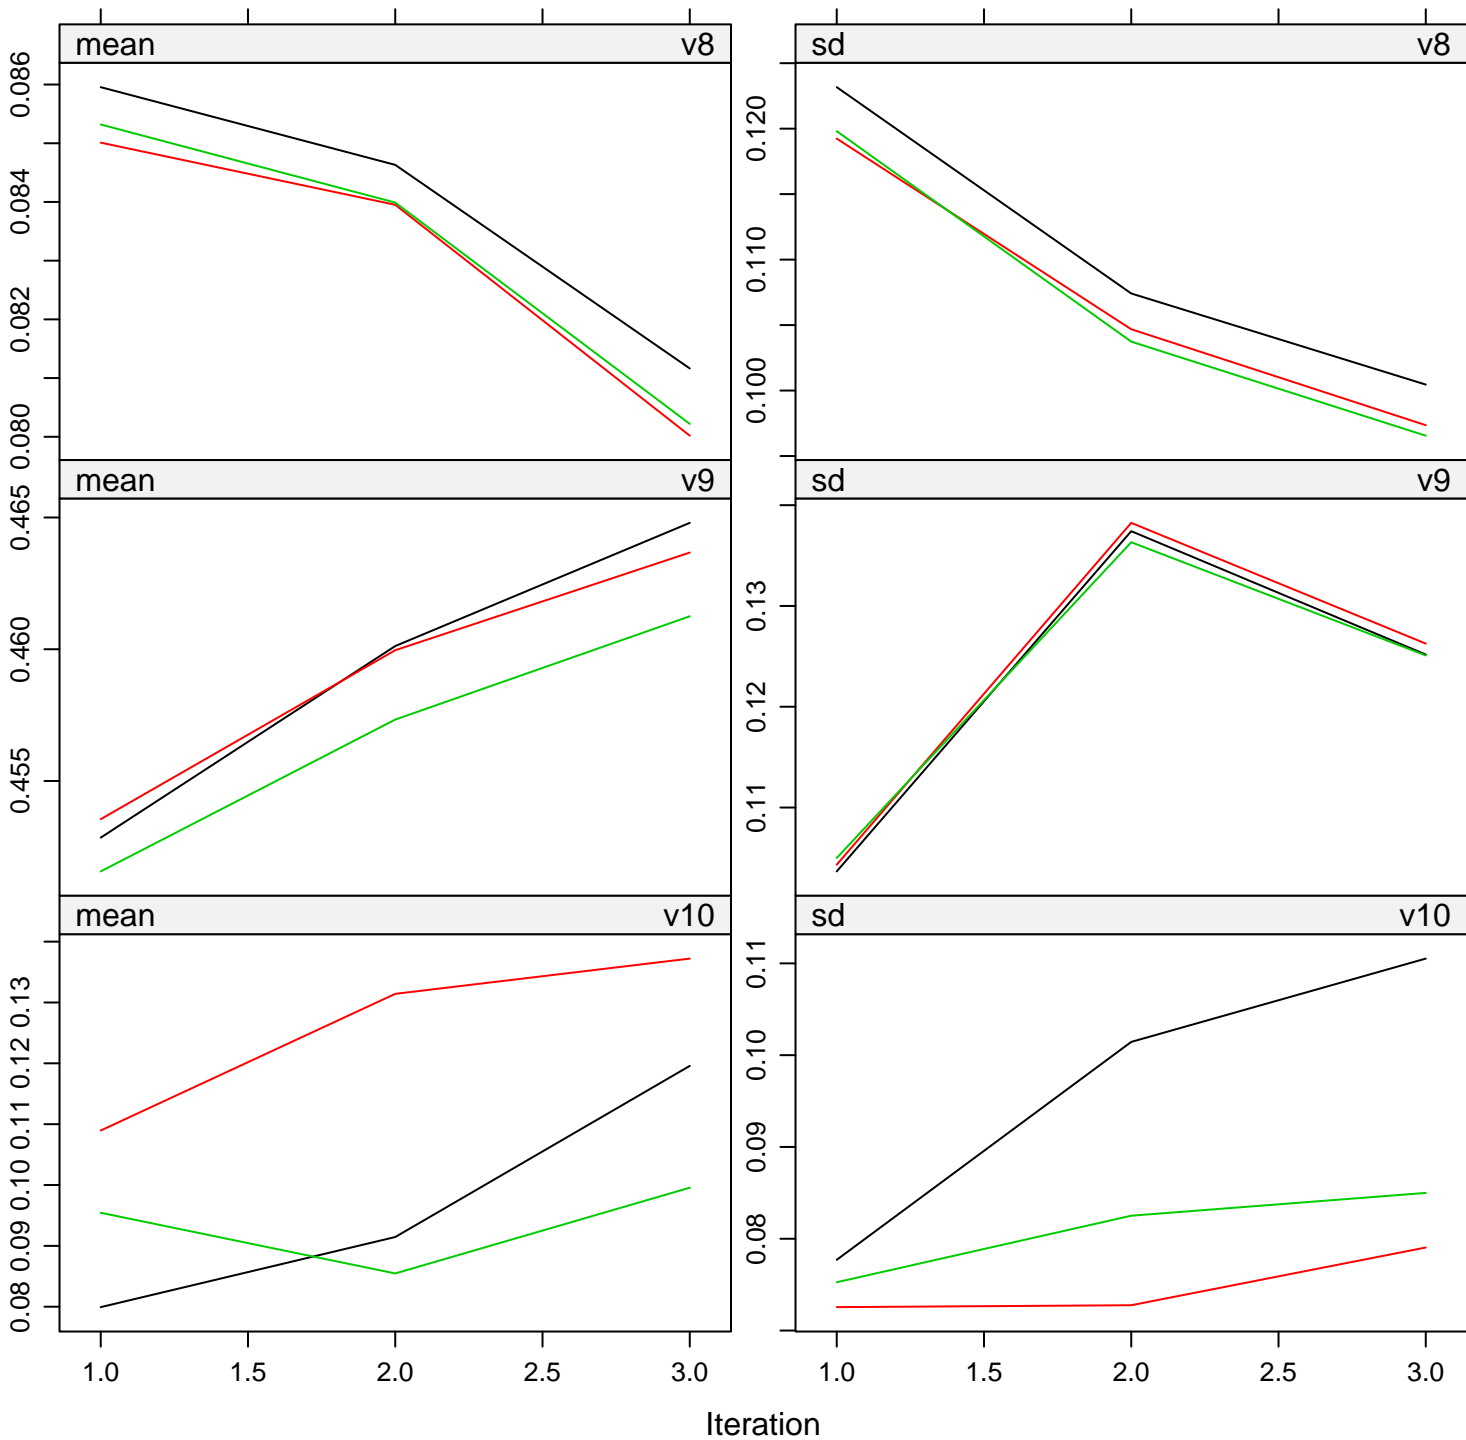 mean v8 sd v8
0.080 0.082 0.084 0.086
0.100 0.110 0.120
mean v9 sd v9
0.455 0.460 0.465
0.11 0.12 0.13
mean v10 sd v10
0.08 0.09 0.10 0.11 0.12 0.13
0.08 0.09 0.10 0.11
1.0 1.5 2.0 2.5 3.0 1.0 1.5 2.0 2.5 3.0
Iteration